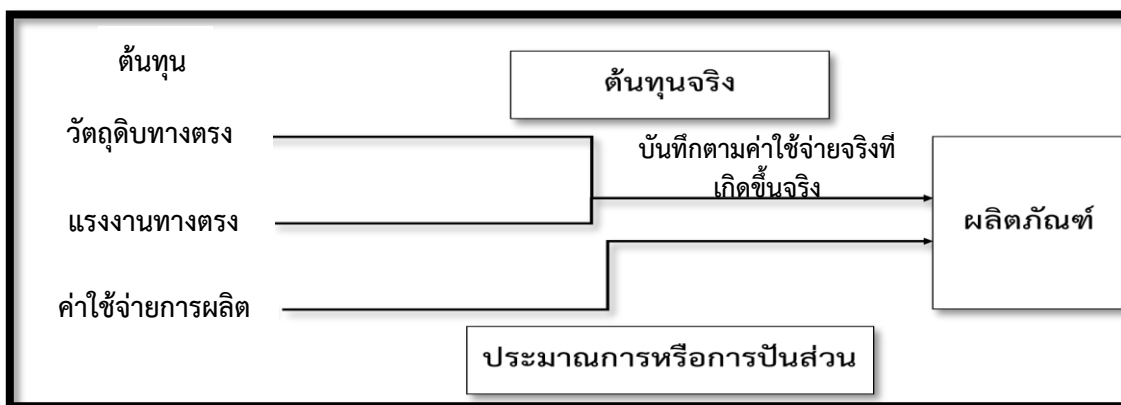 ต้นทุน
ต้นทุนจริง
วัตถุดิบทางตรง
บันทึกตามค่าใช้จ่ายจริงที่
เกิดขึ้นจริง
แรงงานทางตรง
ผลิตภัณฑ์
ค่าใช้จ่ายการผลิต
ประมาณการหรือการปันส่วน